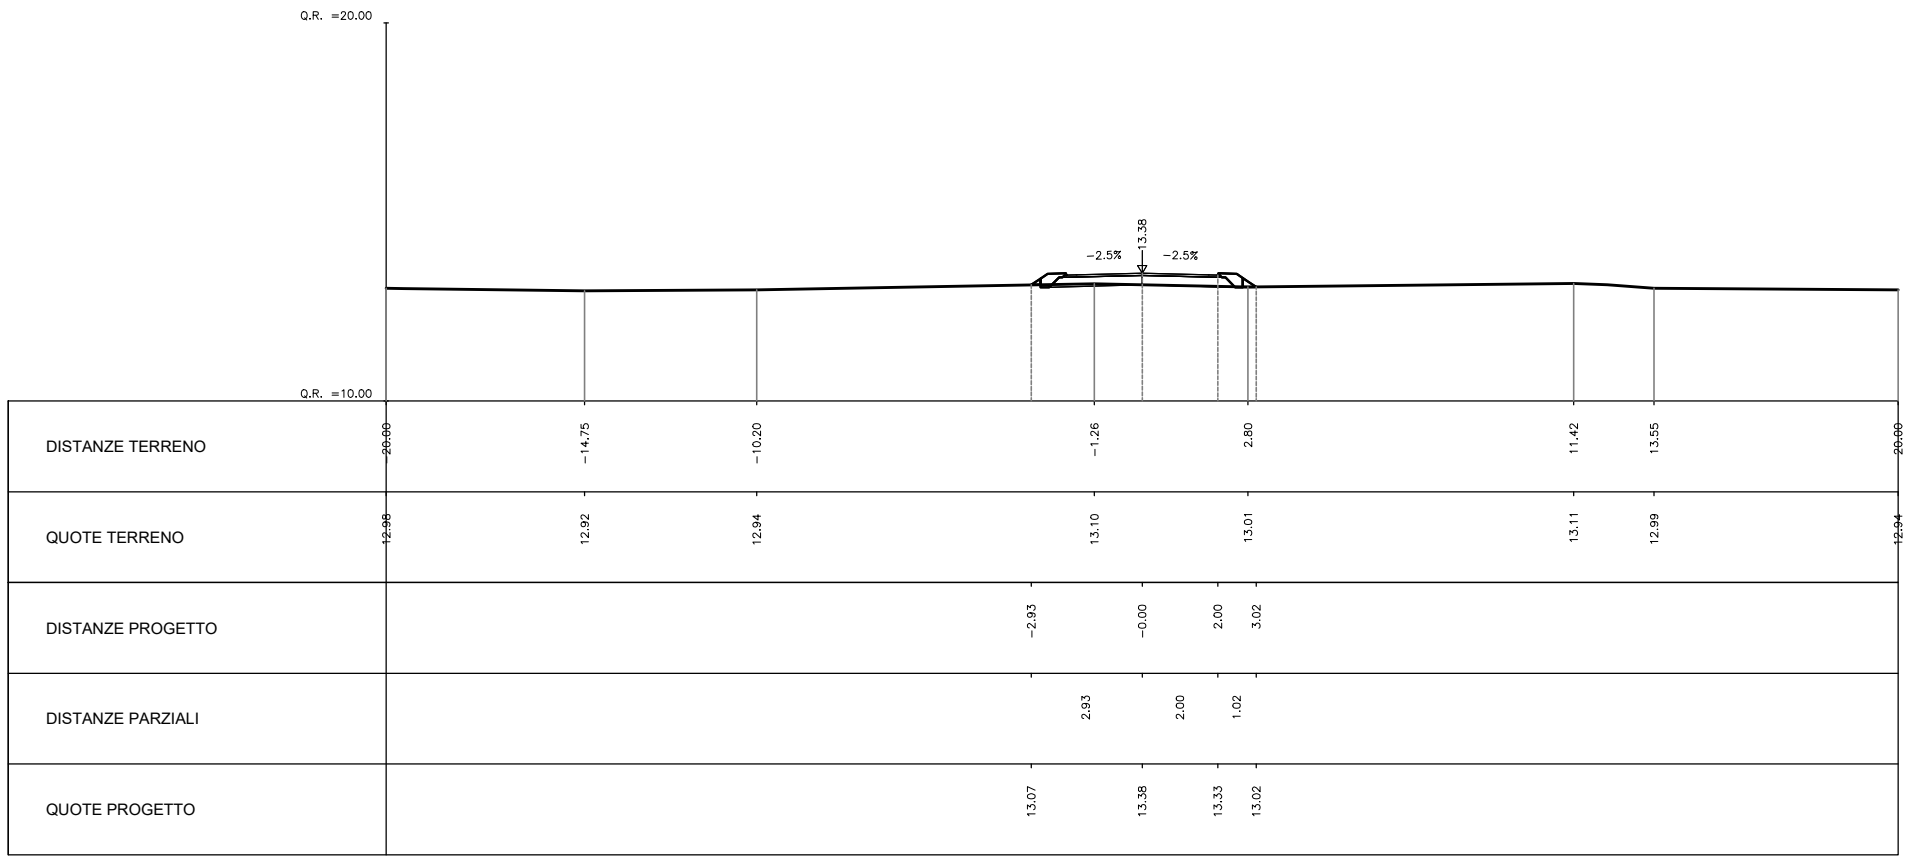 Q.R. =20.00
13.38
-2.5% -2.5%
Q.R. =10.00
DISTANZE TERRENO -20.00 -14.75 -10.20 -1.26 2.80 11.42 13.55 20.00
QUOTE TERRENO 12.98 12.92 12.94 13.10 13.01 13.11 12.99 12.94
DISTANZE PROGETTO -2.93 -0.00 2.00 3.02
DISTANZE PARZIALI 2.93 2.00 1.02
QUOTE PROGETTO 13.07 13.38 13.33 13.02